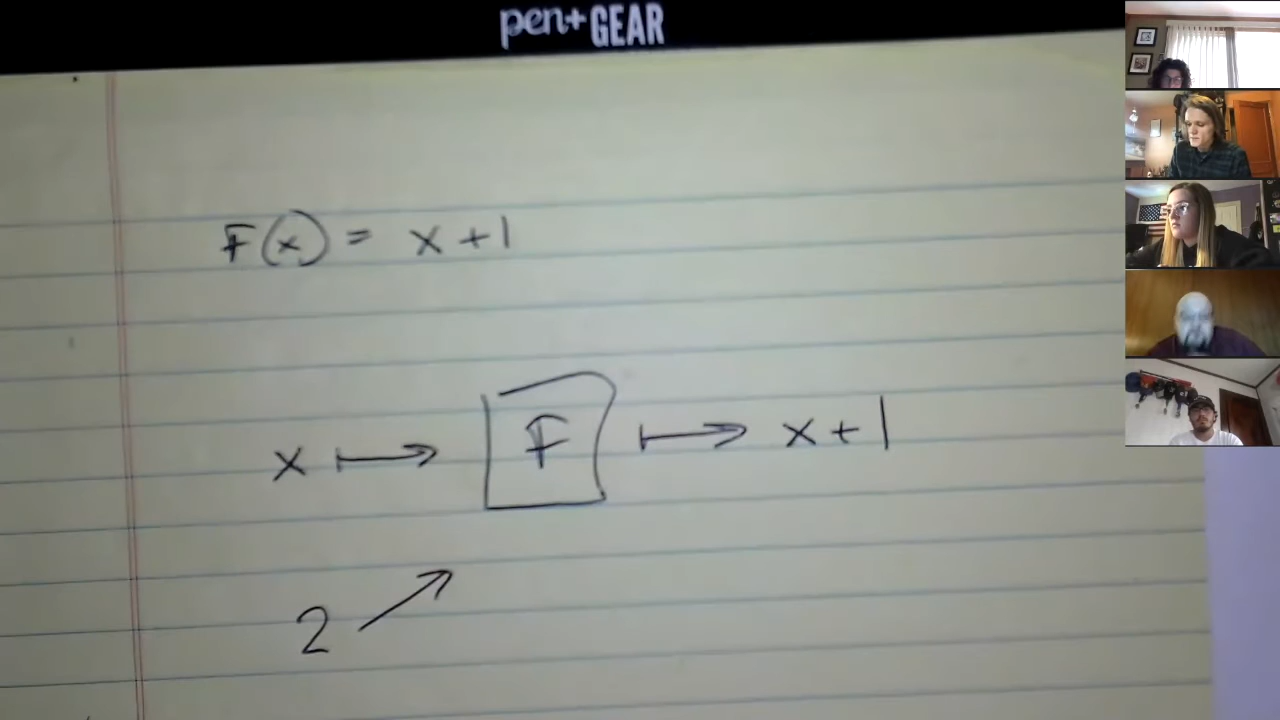 pen+GEAR
F(x) = x+1
x ↦ F ↦ x+1
2 →